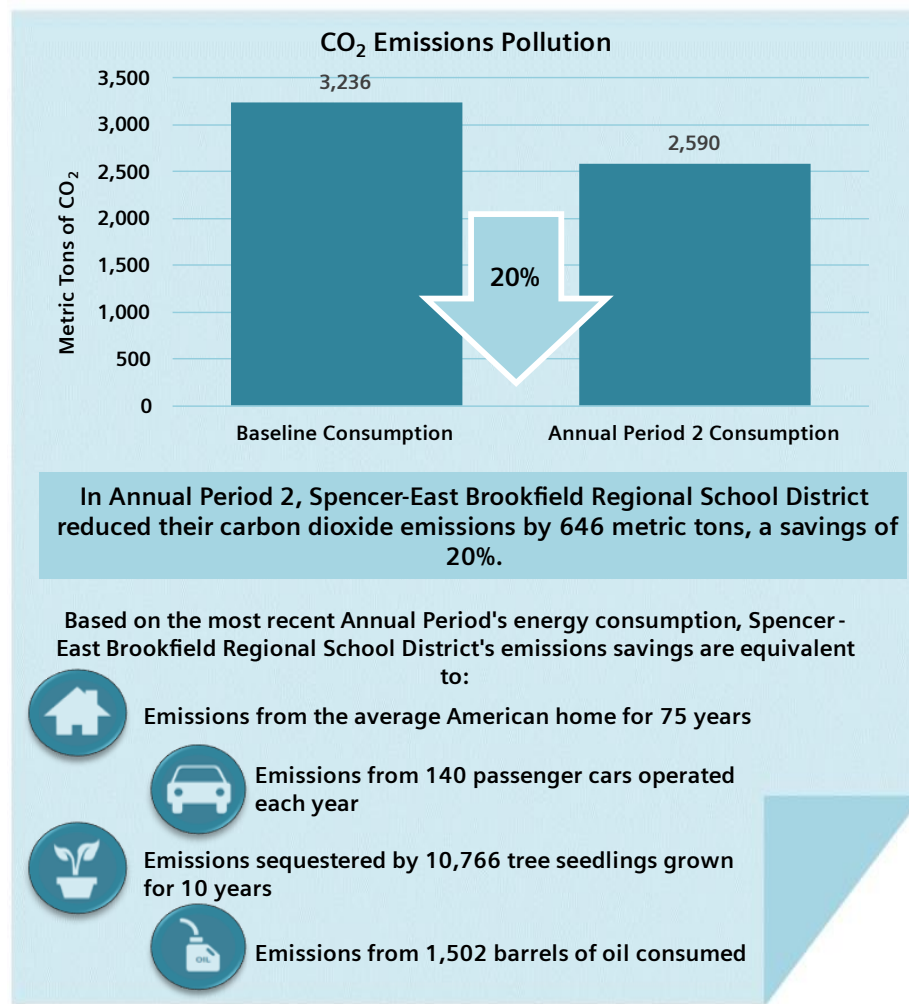 CO₂ Emissions Pollution
3,500
3,000
2,500
2,000
1,500
1,000
500
0
Metric Tons of CO₂
3,236
2,590
20%
Baseline Consumption
Annual Period 2 Consumption
In Annual Period 2, Spencer-East Brookfield Regional School District
reduced their carbon dioxide emissions by 646 metric tons, a savings of
20%.
Based on the most recent Annual Period's energy consumption, Spencer-
East Brookfield Regional School District's emissions savings are equivalent
to:
Emissions from the average American home for 75 years
Emissions from 140 passenger cars operated
each year
Emissions sequestered by 10,766 tree seedlings grown
for 10 years
OIL
Emissions from 1,502 barrels of oil consumed